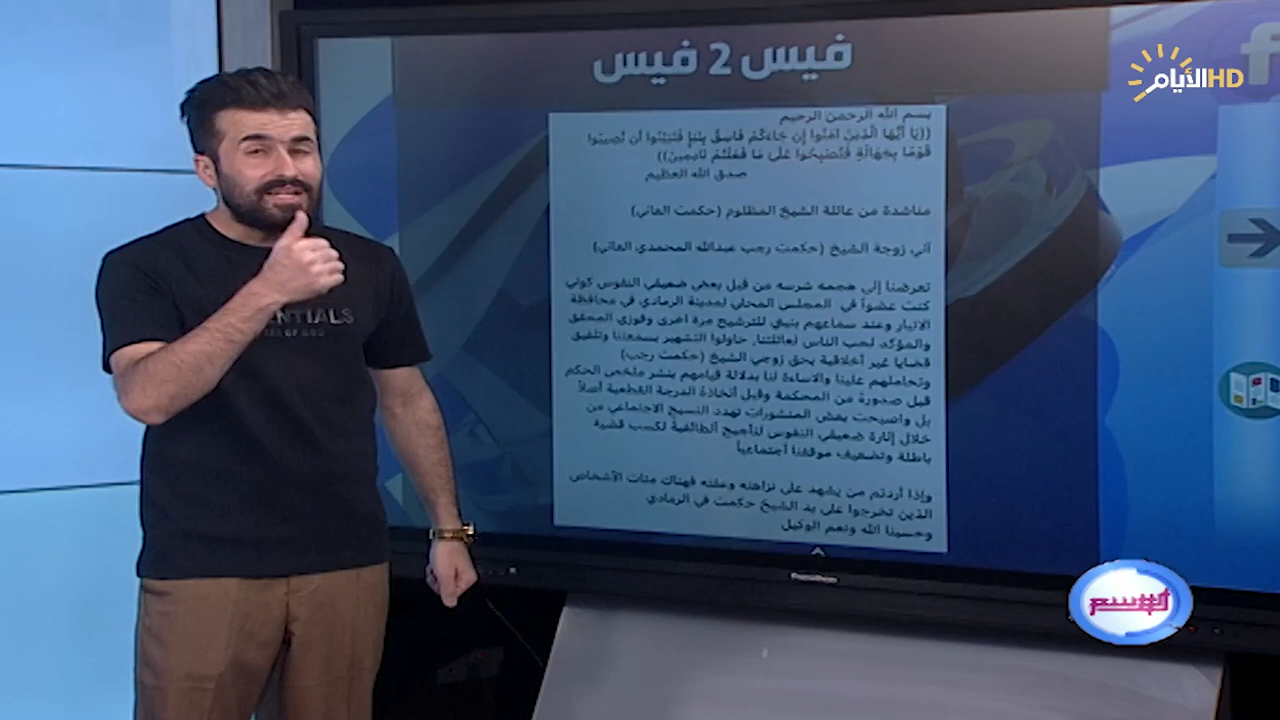 فيس 2 فيس
الأيام HD
بسم الله الرحمن الرحيم
((يَا أَيُّهَا الَّذِينَ آمَنُوا إِن جَاءَكُمْ فَاسِقٌ بِنَبَإٍ فَتَبَيَّنُوا أَن تُصِيبُوا
قَوْمًا بِجَهَالَةٍ فَتُصْبِحُوا عَلَىٰ مَا فَعَلْتُمْ نَادِمِينَ))
صدق الله العظيم
مناشدة من عائلة الشيخ المظلوم (حكمت العاني)
آني زوجة الشيخ (حكمت رجب عبدالله المحمدي العاني)
تعرضنا إلى هجمه شرسه من قبل بعض ضعيفي النفوس كوني
كنت عضواً في المجلس المحلي لمدينة الرمادي في محافظة
الانبار وعند سماعهم بنيتي للترشيح مرة اخرى وفوزي المحقق
والمؤكد لحب الناس لعائلتنا، حاولوا التشهير بسمعتنا وتلفيق
قضايا غير أخلاقية بحق زوجي الشيخ (حكمت رجب)
وتحاملهم علينا والاساءة لنا بدلالة قيامهم بنشر ملخص الحكم
قبل صدورة من المحكمة وقبل أتخاذة الدرجة القطعية أصلاً
بل واصبحت بعض المنشورات تهدد النسيج الاجتماعي من
خلال إثارة ضعيفي النفوس لتأجيج الطائفية لكسب قضية
باطلة وتضعيف موقفنا أجتماعياً
وإذا أردتم من يشهد على نزاهته وعفته فهناك مئات الأشخاص
الذين تخرجوا على يد الشيخ حكمت في الرمادي
وحسبنا الله ونعم الوكيل
ESSENTIALS